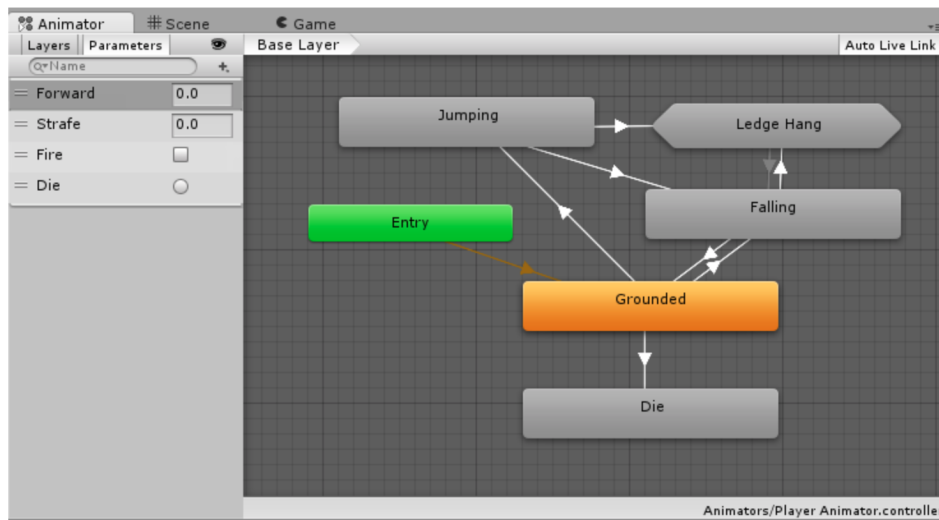 Animator
Scene
Game
Layers
Parameters
Base Layer
Auto Live Link
Name
Forward
0.0
Strafe
0.0
Fire
Die
Jumping
Ledge Hang
Falling
Entry
Grounded
Die
Animators/Player Animator.controlle